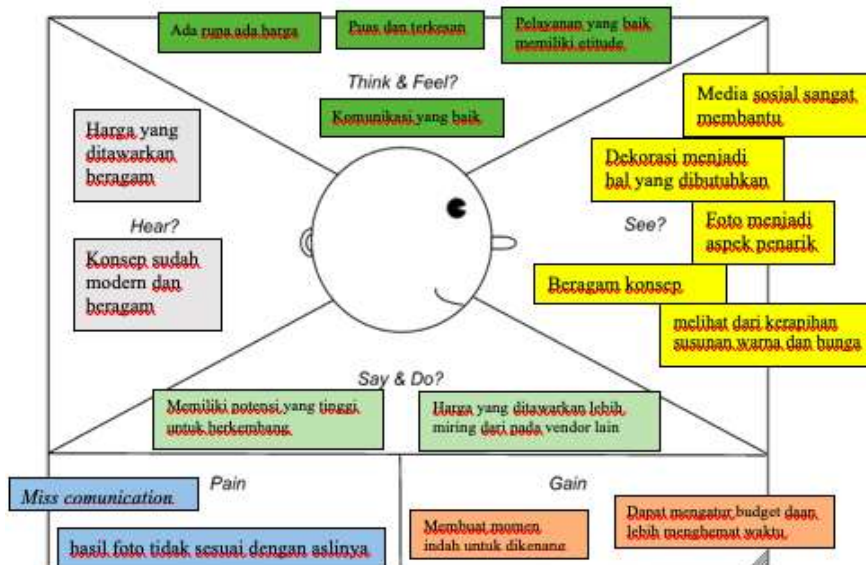 Ada rupa ada harga
Puas dan terkesan
Pelayanan yang baik
memiliki etitude
Think & Feel?
Komunikasi yang baik
Harga yang
ditawarkan
beragam
Hear?
Konsep sudah
modern dan
beragam
Media sosial sangat
membantu
Dekorasi menjadi
hal yang dibutuhkan
See?
Foto menjadi
aspek penarik
Beragam konsep
melihat dari kerapihan
susunan warna dan bunga
Say & Do?
Memiliki potensi yang tinggi
untuk berkembang
Harga yang ditawarkan lebih
miring dari pada vendor lain
Pain
Miss comunication
hasil foto tidak sesuai dengan aslinya
Gain
Membuat momen
indah untuk dikenang
Dapat mengatur budget daan
lebih menghemat waktu